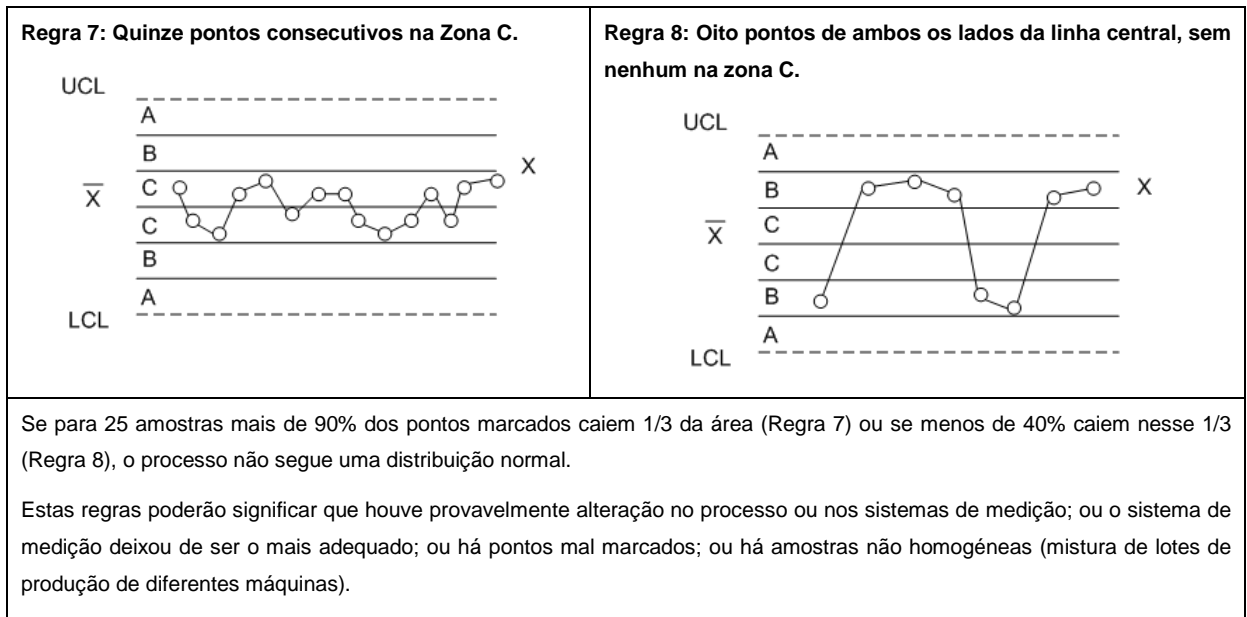 Regra 7: Quinze pontos consecutivos na Zona C.
UCL
A
B
C
X
X
C
B
A
LCL
Regra 8: Oito pontos de ambos os lados da linha central, sem
nenhum na zona C.
UCL
A
B
X
C
X
C
B
A
LCL
Se para 25 amostras mais de 90% dos pontos marcados caiem 1/3 da área (Regra 7) ou se menos de 40% caiem nesse 1/3
(Regra 8), o processo não segue uma distribuição normal.
Estas regras poderão significar que houve provavelmente alteração no processo ou nos sistemas de medição; ou o sistema de
medição deixou de ser o mais adequado; ou há pontos mal marcados; ou há amostras não homogéneas (mistura de lotes de
produção de diferentes máquinas).